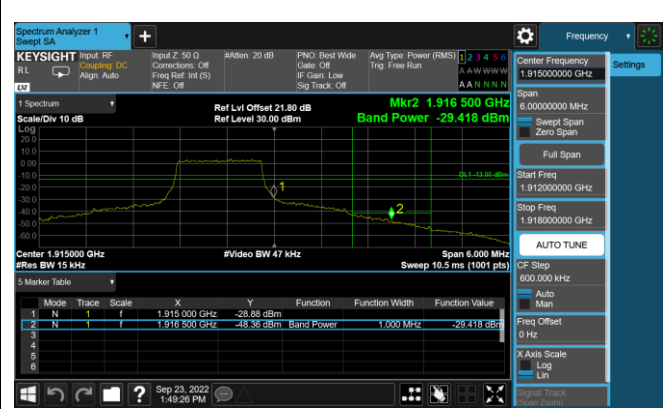 Spectrum Analyzer 1
Swept SA
Frequency
KEYSIGHT
RL
LXI
Input: RF
Coupling: DC
Align: Auto
Input Z: 50 Ω
Corrections: Off
Freq Ref: Int (S)
NFE: Off
#Atten: 20 dB
PNO: Best Wide
Gate: Off
IF Gain: Low
Sig Track: Off
Avg Type: Power (RMS)
Trig: Free Run
1 2 3 4 5 6
A A W W W W
A A N N N N
1 Spectrum
Scale/Div 10 dB
Ref Lvl Offset 21.80 dB
Ref Level 30.00 dBm
Mkr2 1.916 500 GHz
Band Power -29.418 dBm
Log
20.0
10.0
0.00
-10.0
-20.0
-30.0
-40.0
-50.0
-60.0
DL1 -13.00 dBm
1
2
Center 1.915000 GHz
#Res BW 15 kHz
#Video BW 47 kHz
Span 6.000 MHz
Sweep 10.5 ms (1001 pts)
5 Marker Table
Mode Trace Scale X Y Function Function Width Function Value
1 N 1 f 1.915 000 GHz -28.88 dBm
2 N 1 f 1.916 500 GHz -48.36 dBm Band Power 1.000 MHz -29.418 dBm
3
4
5
6
Sep 23, 2022
1:49:26 PM
Center Frequency
1.915000000 GHz
Settings
Span
6.00000000 MHz
Swept Span
Zero Span
Full Span
Start Freq
1.912000000 GHz
Stop Freq
1.918000000 GHz
AUTO TUNE
CF Step
600.000 kHz
Auto
Man
Freq Offset
0 Hz
X Axis Scale
Log
Lin
Signal Track
(Span Zoom)